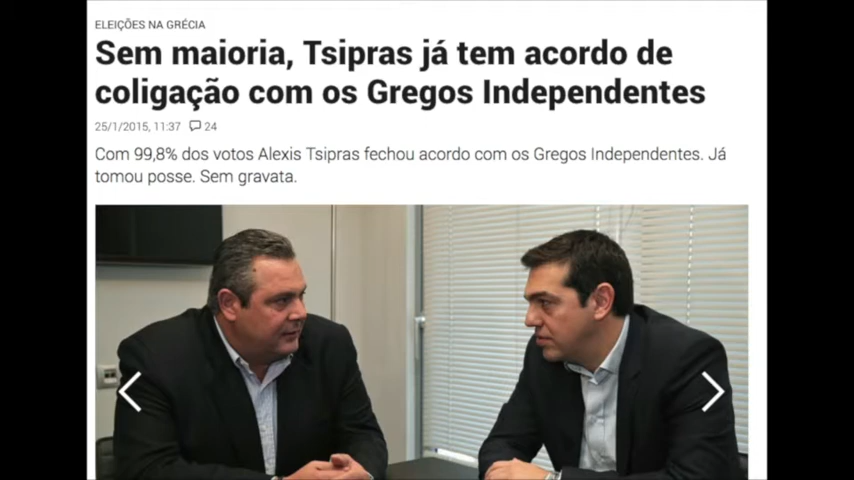 ELEIÇÕES NA GRÉCIA
Sem maioria, Tsipras já tem acordo de
coligação com os Gregos Independentes
25/1/2015, 11:37 24
Com 99,8% dos votos Alexis Tsipras fechou acordo com os Gregos Independentes. Já
tomou posse. Sem gravata.